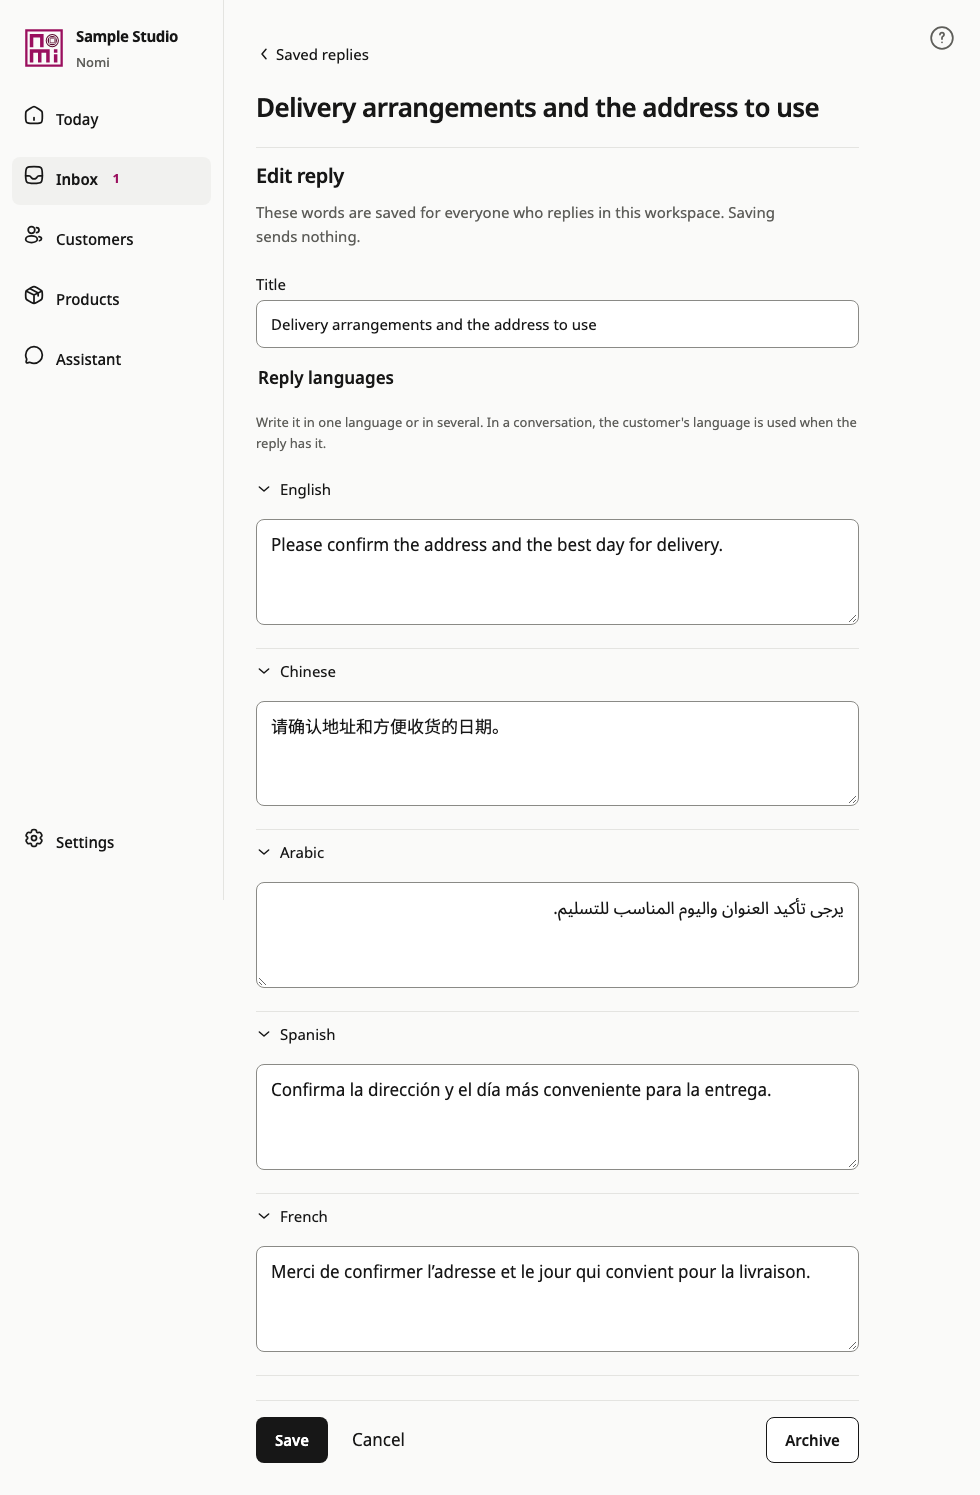 nomi
Sample Studio
Nomi
Today
Inbox 1
Customers
Products
Assistant
Settings
Saved replies
Delivery arrangements and the address to use
Edit reply
These words are saved for everyone who replies in this workspace. Saving
sends nothing.
Title
Delivery arrangements and the address to use
Reply languages
Write it in one language or in several. In a conversation, the customer's language is used when the
reply has it.
English
Please confirm the address and the best day for delivery.
Chinese
请确认地址和方便收货的日期。
Arabic
يرجى تأكيد العنوان واليوم المناسب للتسليم.
Spanish
Confirma la dirección y el día más conveniente para la entrega.
French
Merci de confirmer l’adresse et le jour qui convient pour la livraison.
Save
Cancel
Archive